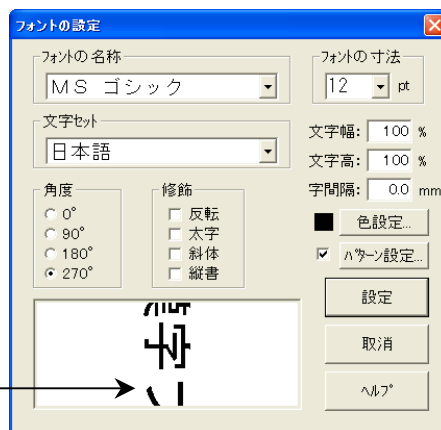 フォントの設定
フォントの名称
ＭＳ ゴシック
フォントの寸法
12 pt
文字セット
日本語
文字幅: 100 %
文字高: 100 %
字間隔: 0.0 mm
角度
0°
90°
180°
270°
修飾
反転
太字
斜体
縦書
色設定...
パターン設定...
設定
取消
ヘルプ
字